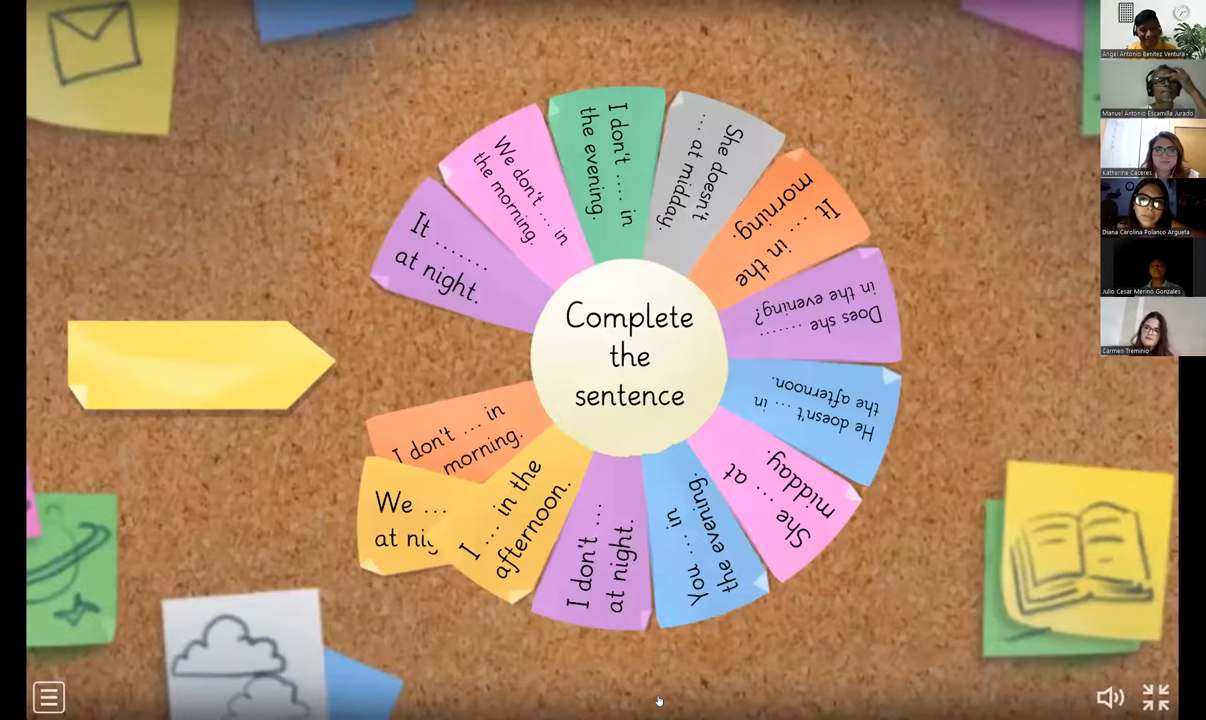 Complete
the
sentence
It .......
at night.
We don't ... in
the morning.
I don't .... in
the evening.
She doesn't
... at midday.
It ... in the
morning.
Does she ........
in the evening?
He doesn't ... in
the afternoon.
She ... at
midday.
You ... in
the evening.
I don't ...
at night.
I ... in the
afternoon.
We ...
at
I don't ... in
morning.
Angel Antonio Benitez Ventura
Manuel Antonio Escamilla Jurado
Katherine Caceres
Diana Carolina Polanco Argueta
Julio Cesar Merino Gonzales
Carmen Treminio